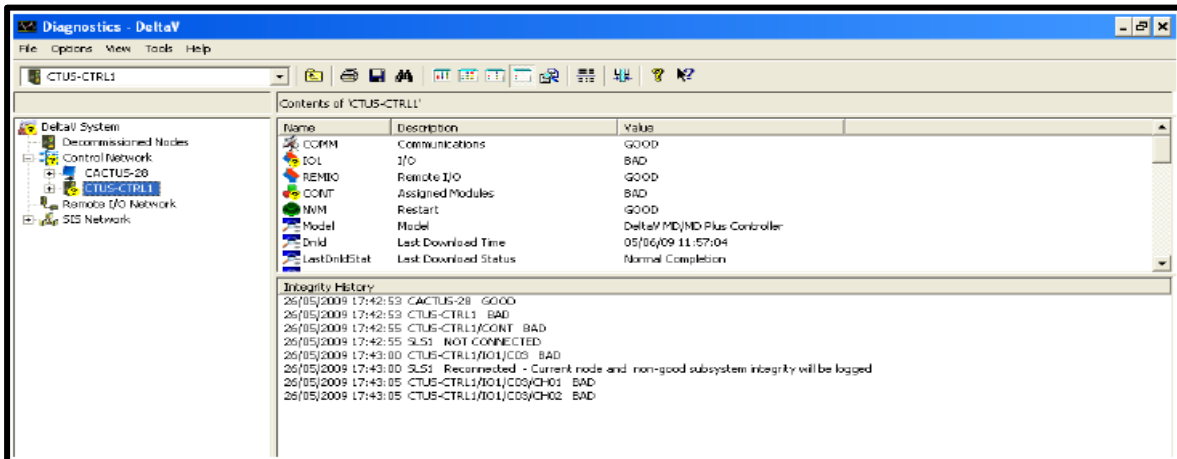 Diagnostics - DeltaV
File Options View Tools Help
CTUS-CTRL1
Contents of 'CTUS-CTRL1'
DeltaV System
Decommissioned Nodes
Control Network
CACTUS-28
CTUS-CTRL1
Remote I/O Network
SIS Network
Name Description Value
COMM Communications GOOD
IO1 I/O BAD
REMIO Remote I/O GOOD
CONT Assigned Modules BAD
NVM Restart GOOD
Model Model DeltaV MD/MD Plus Controller
Dnld Last Download Time 05/06/09 11:57:04
LastDnldStat Last Download Status Normal Completion
Integrity History
26/05/2009 17:42:53 CACTUS-28 GOOD
26/05/2009 17:42:53 CTUS-CTRL1 BAD
26/05/2009 17:42:55 CTUS-CTRL1/CONT BAD
26/05/2009 17:42:55 SLS1 NOT CONNECTED
26/05/2009 17:43:00 CTUS-CTRL1/IO1/C03 BAD
26/05/2009 17:43:00 SLS1 Reconnected - Current node and non-good subsystem integrity will be logged
26/05/2009 17:43:05 CTUS-CTRL1/IO1/C03/CH01 BAD
26/05/2009 17:43:05 CTUS-CTRL1/IO1/C03/CH02 BAD